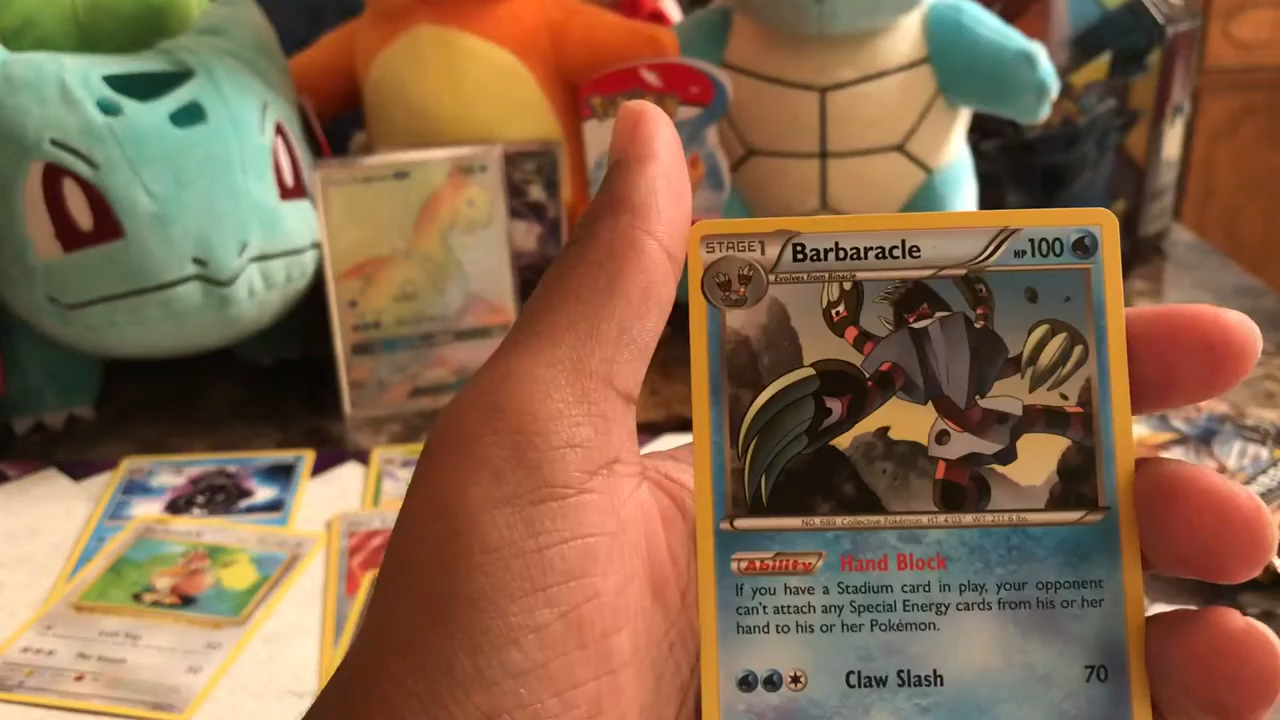 STAGE1 Barbaracle HP100
Evolves from Binacle
NO. 689 Collective Pokémon HT: 4'03" WT: 211.6 lbs.
Ability Hand Block
If you have a Stadium card in play, your opponent
can't attach any Special Energy cards from his or her
hand to his or her Pokémon.
Claw Slash 70
50
50